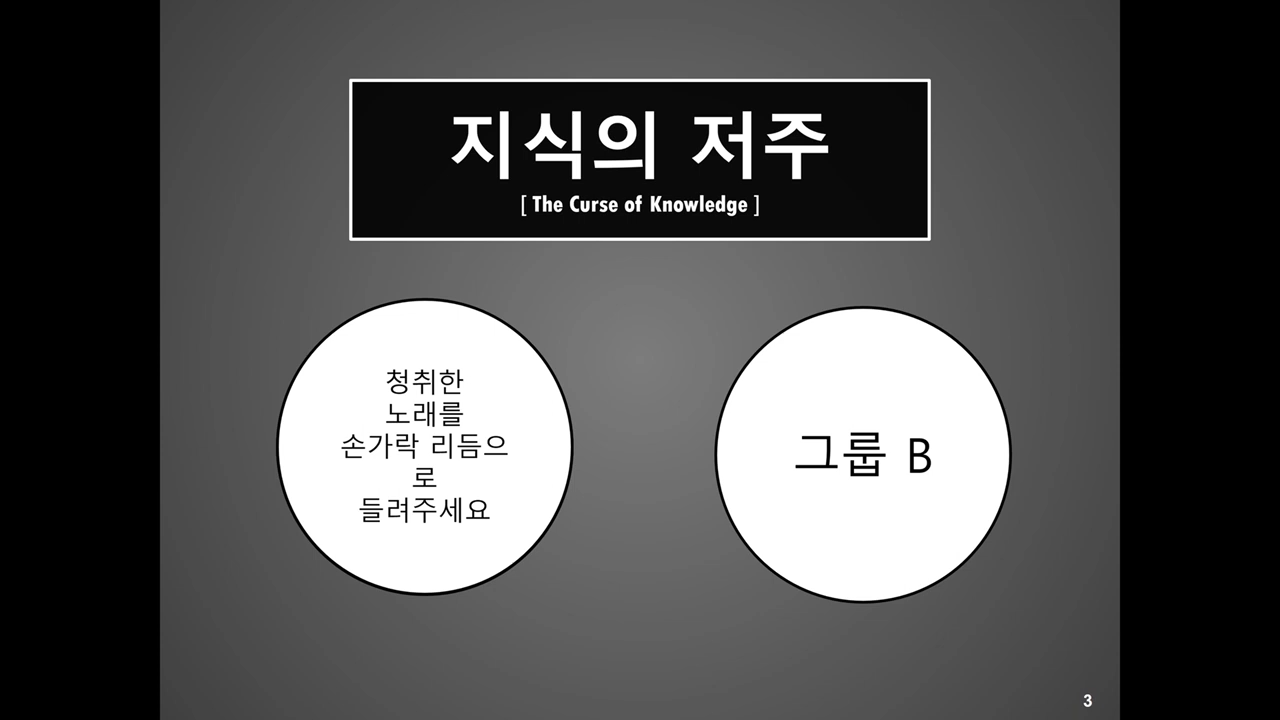 지식의 저주
[ The Curse of Knowledge ]
청취한
노래를
손가락 리듬으
로
들려주세요
그룹 B
3